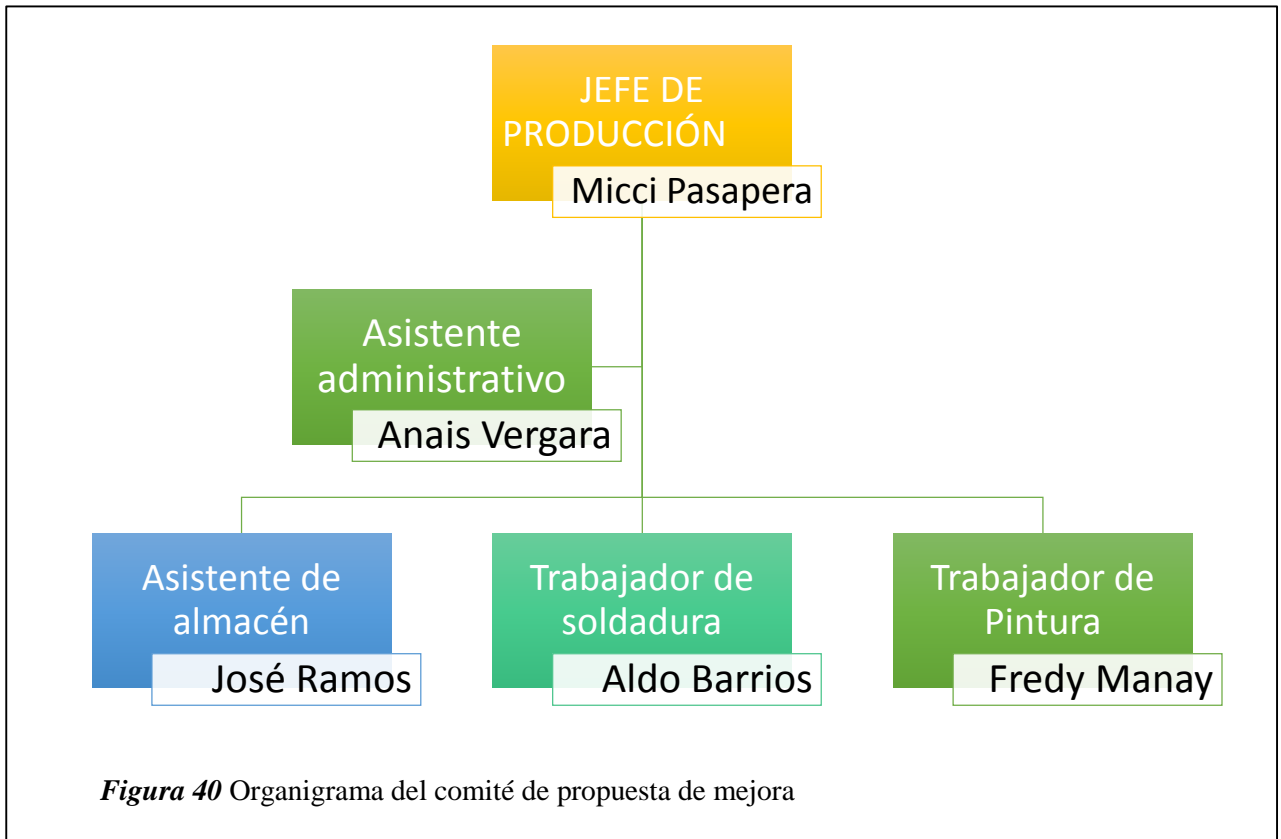 JEFE DE
PRODUCCIÓN
Micci Pasapera
Asistente
administrativo
Anais Vergara
Asistente de
almacén
José Ramos
Trabajador de
soldadura
Aldo Barrios
Trabajador de
Pintura
Fredy Manay
Figura 40 Organigrama del comité de propuesta de mejora